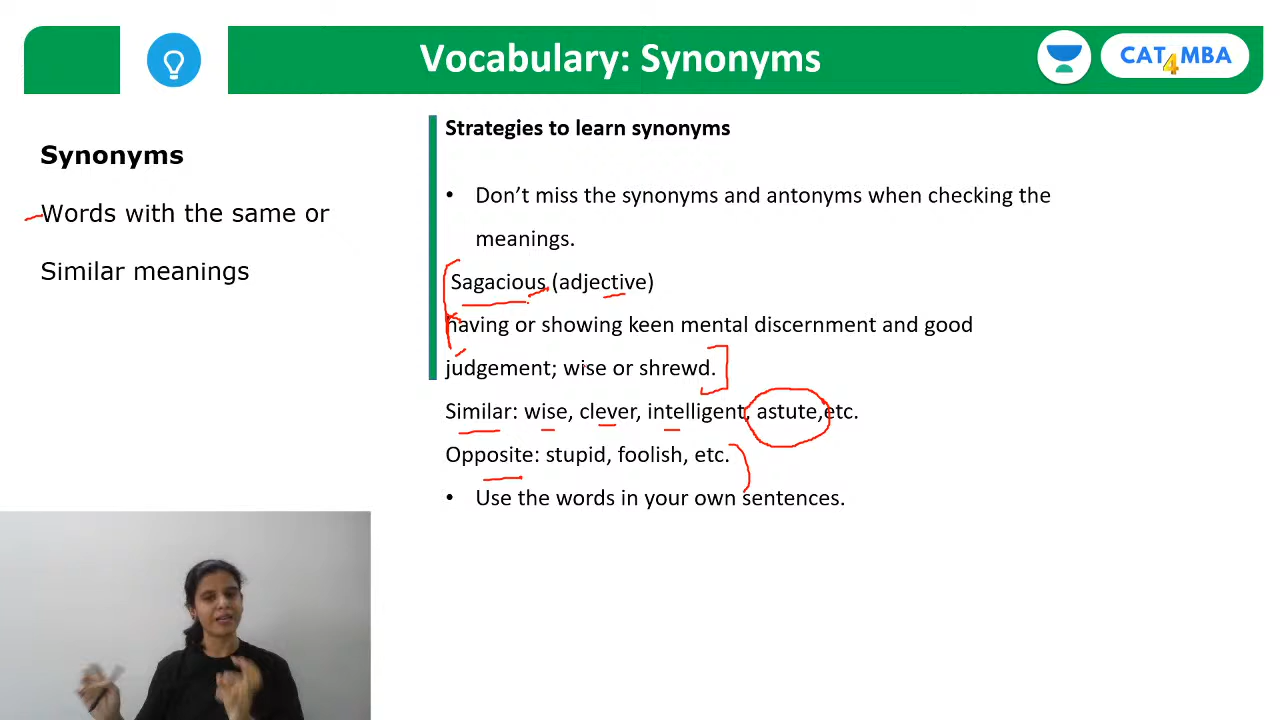 Vocabulary: Synonyms
CAT4MBA
Synonyms
Words with the same or
Similar meanings
Strategies to learn synonyms
• Don't miss the synonyms and antonyms when checking the
meanings.
Sagacious (adjective)
having or showing keen mental discernment and good
judgement; wise or shrewd.
Similar: wise, clever, intelligent, astute,etc.
Opposite: stupid, foolish, etc.
• Use the words in your own sentences.